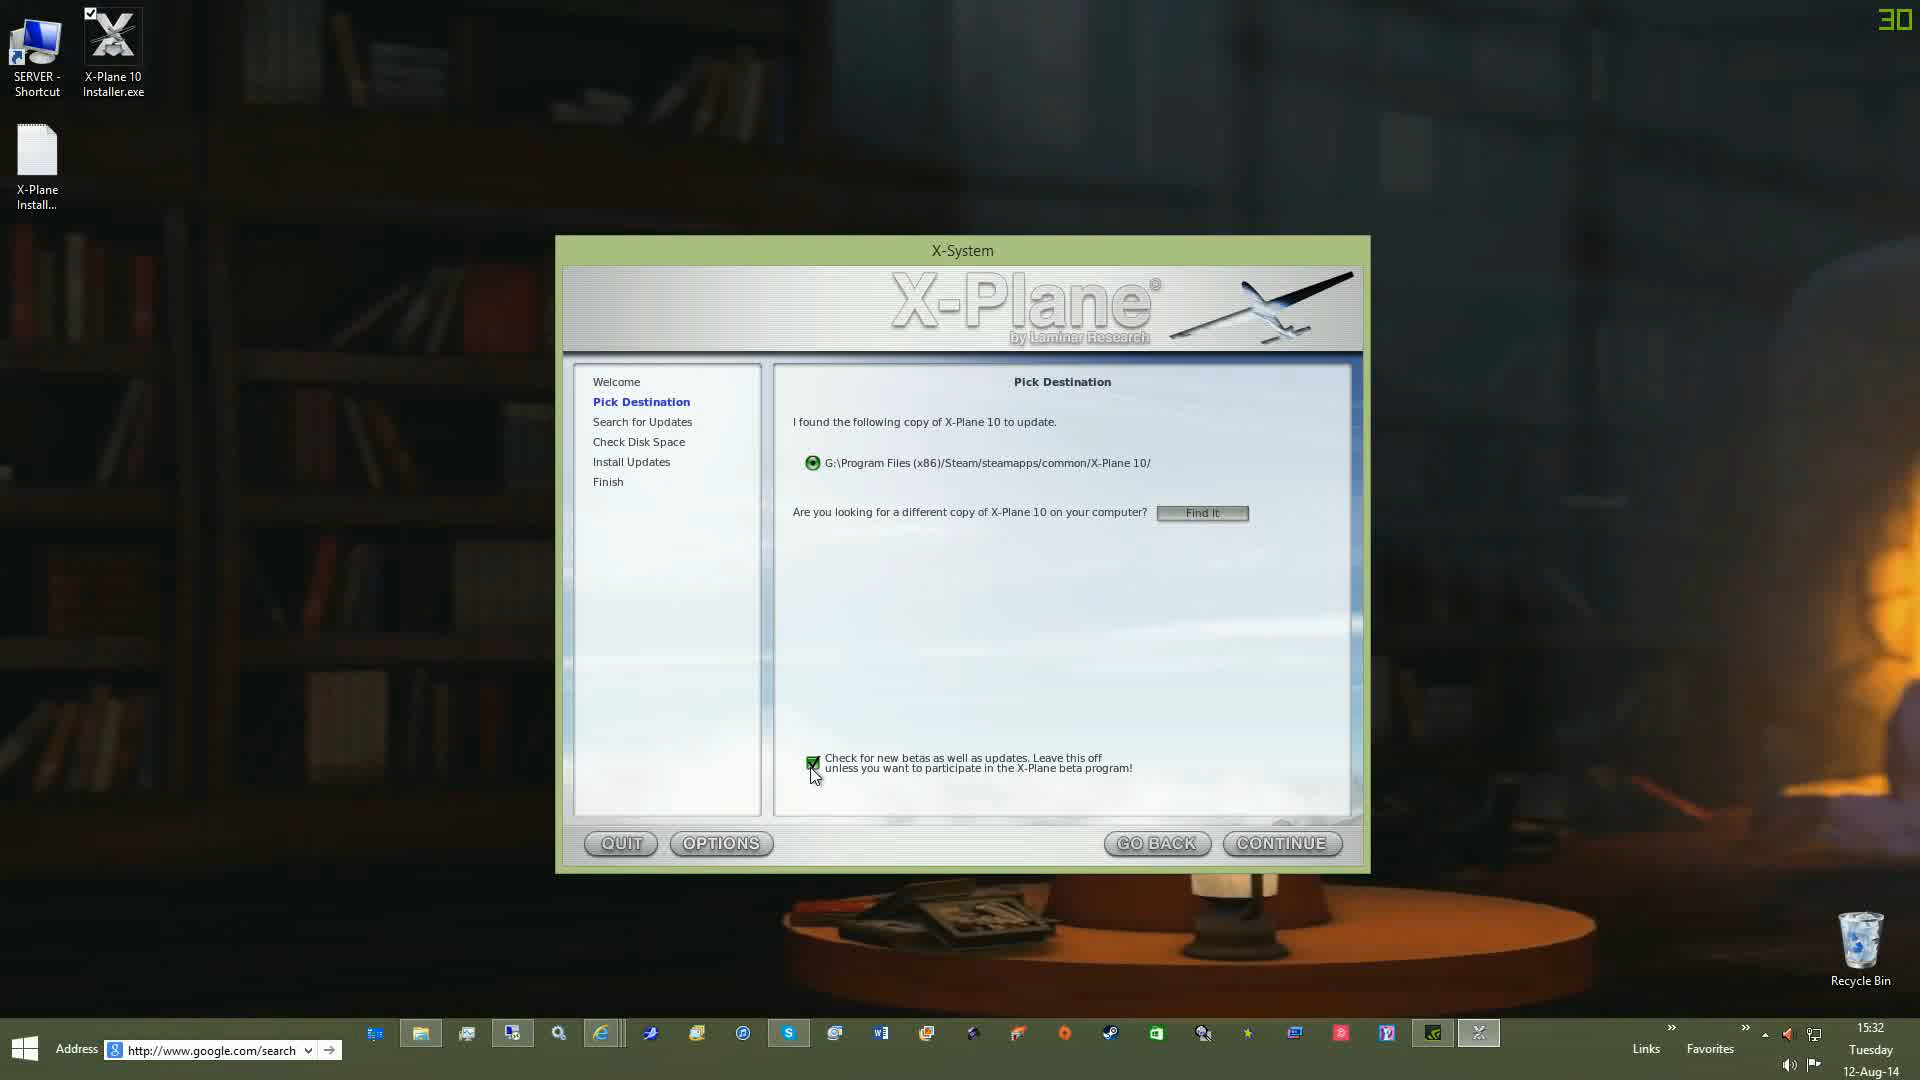 30
SERVER -
Shortcut
X-Plane 10
Installer.exe
X-Plane
Install...
X-System
X-Plane©
by Laminar Research
Welcome
Pick Destination
Search for Updates
Check Disk Space
Install Updates
Finish
Pick Destination
I found the following copy of X-Plane 10 to update.
G:\Program Files (x86)/Steam/steamapps/common/X-Plane 10/
Are you looking for a different copy of X-Plane 10 on your computer?
Find It
Check for new betas as well as updates. Leave this off
unless you want to participate in the X-Plane beta program!
QUIT
OPTIONS
GO BACK
CONTINUE
Recycle Bin
Address
http://www.google.com/search
Links
Favorites
15:32
Tuesday
12-Aug-14